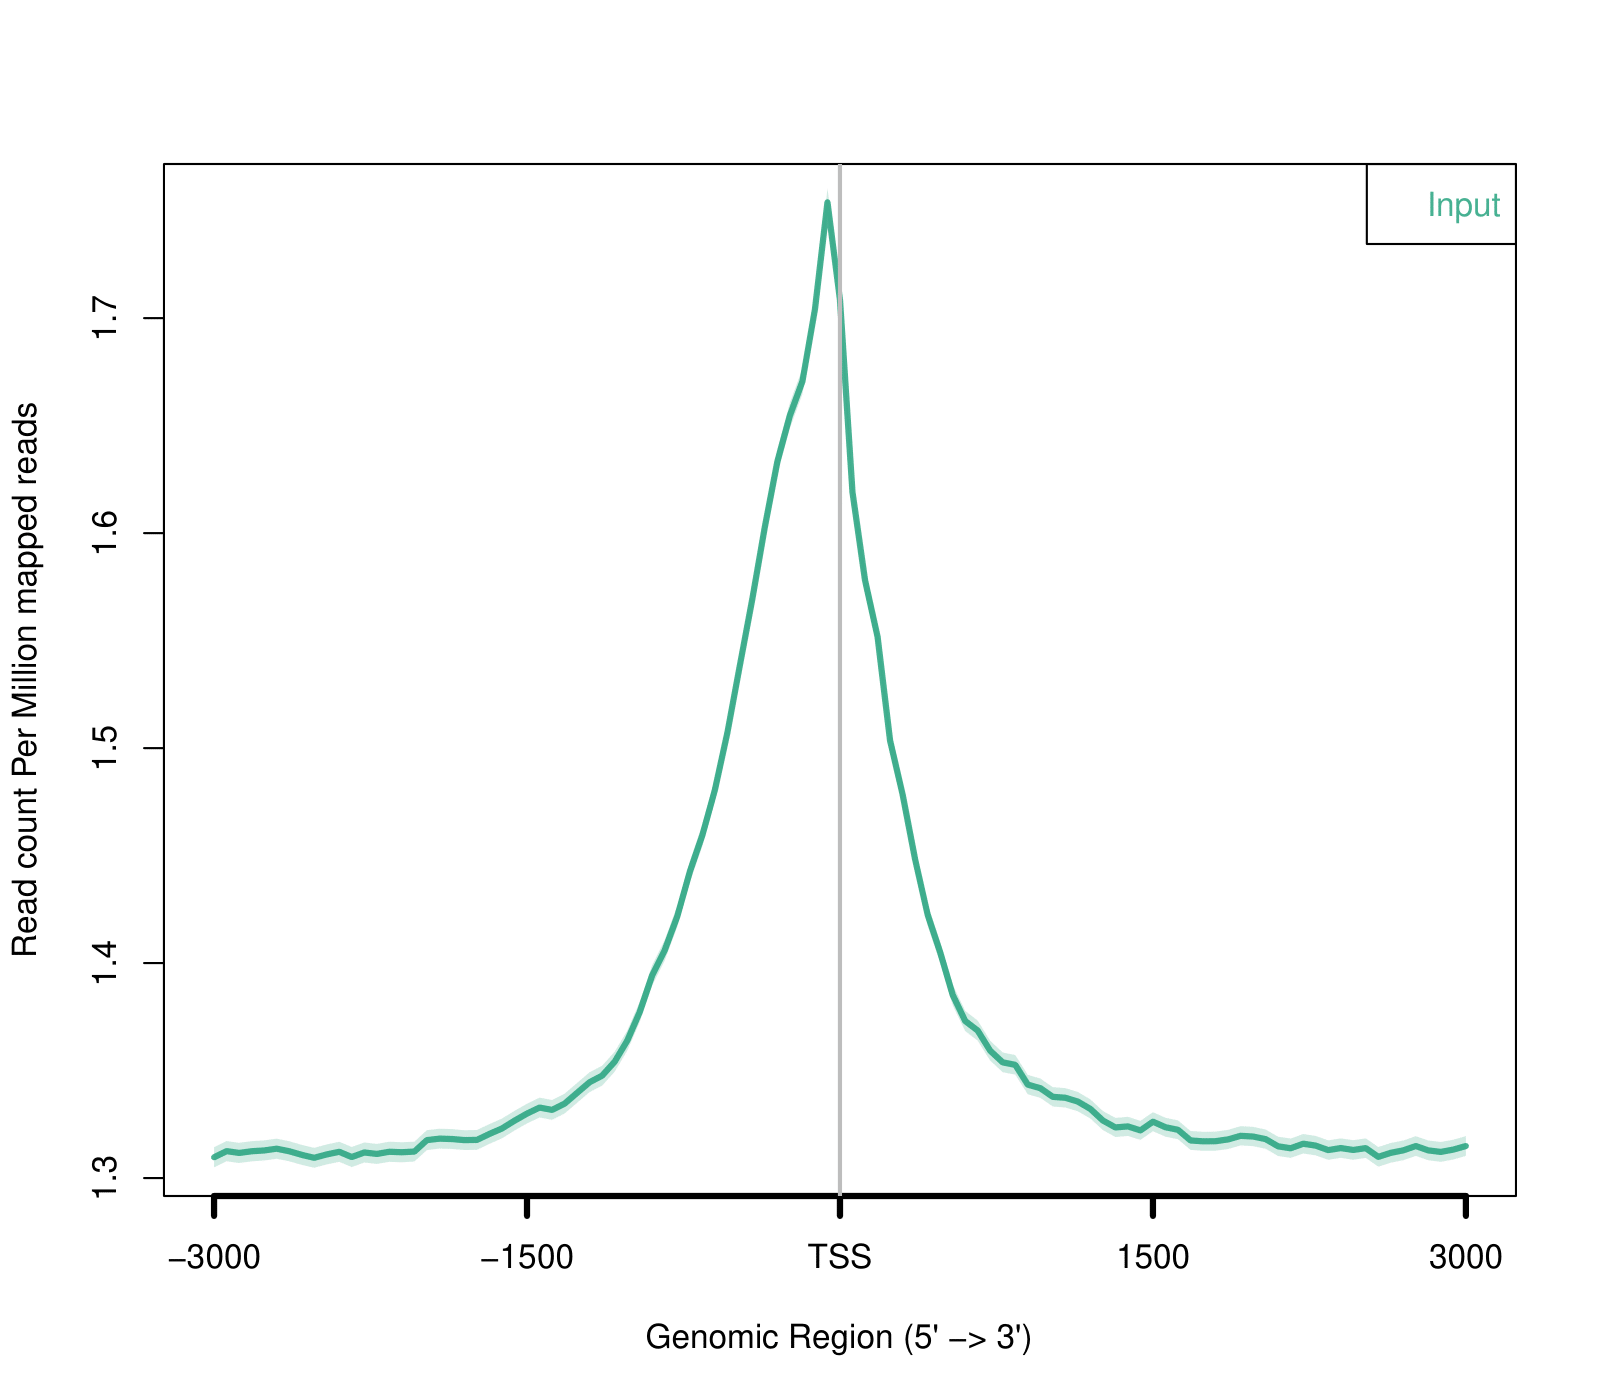 Input
Read count Per Million mapped reads
1.7
1.6
1.5
1.4
1.3
−3000 −1500 TSS 1500 3000
Genomic Region (5' −> 3')